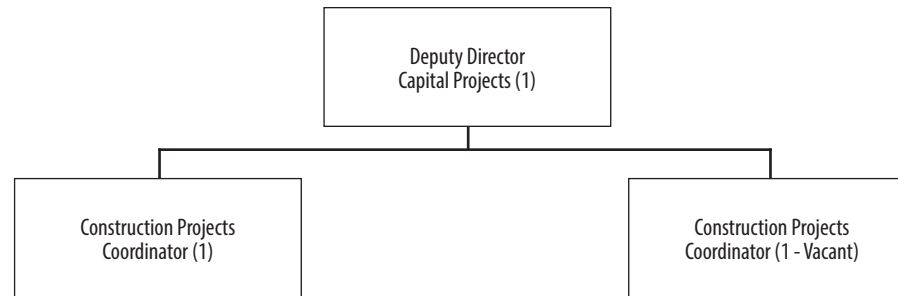 Deputy Director
Capital Projects (1)
Construction Projects
Coordinator (1)
Construction Projects
Coordinator (1 - Vacant)